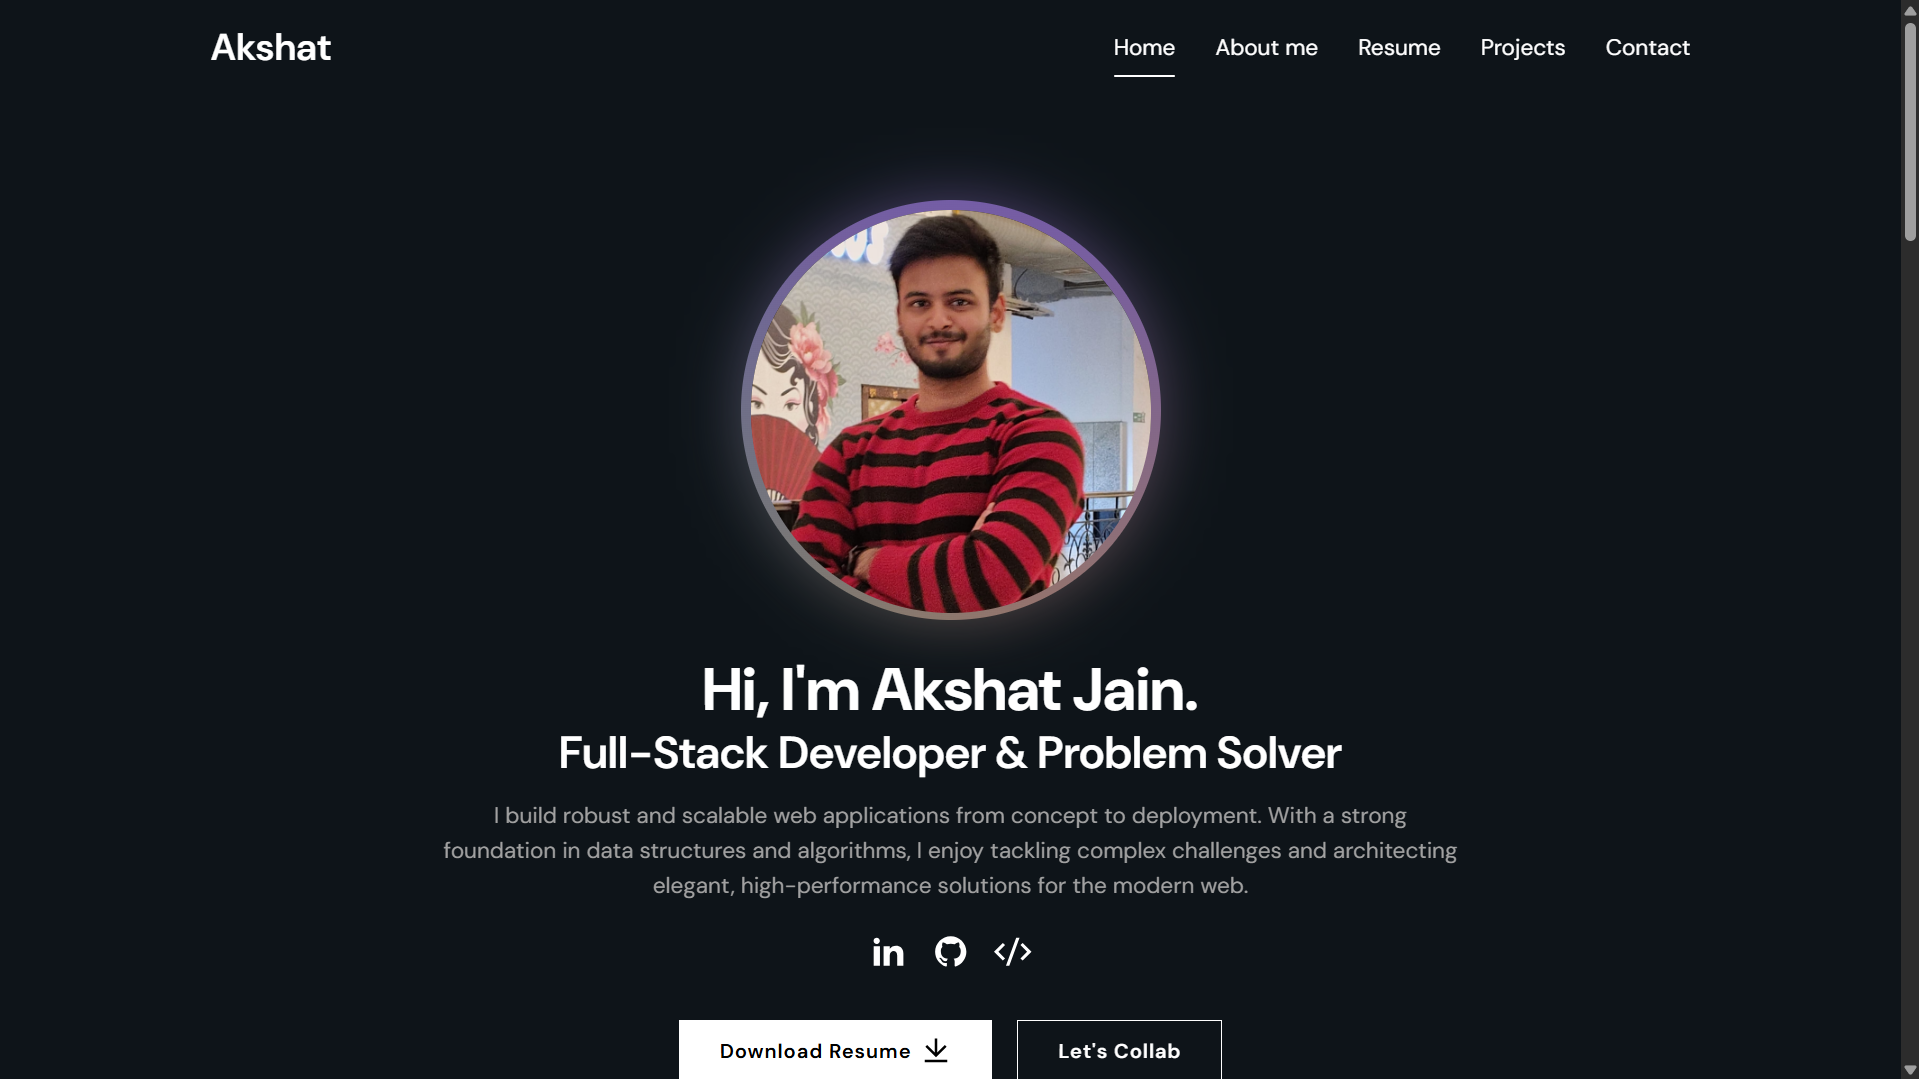 Akshat
Home About me Resume Projects Contact
Hi, I'm Akshat Jain.
Full-Stack Developer & Problem Solver
I build robust and scalable web applications from concept to deployment. With a strong
foundation in data structures and algorithms, I enjoy tackling complex challenges and architecting
elegant, high-performance solutions for the modern web.
in </>
Download Resume
Let's Collab